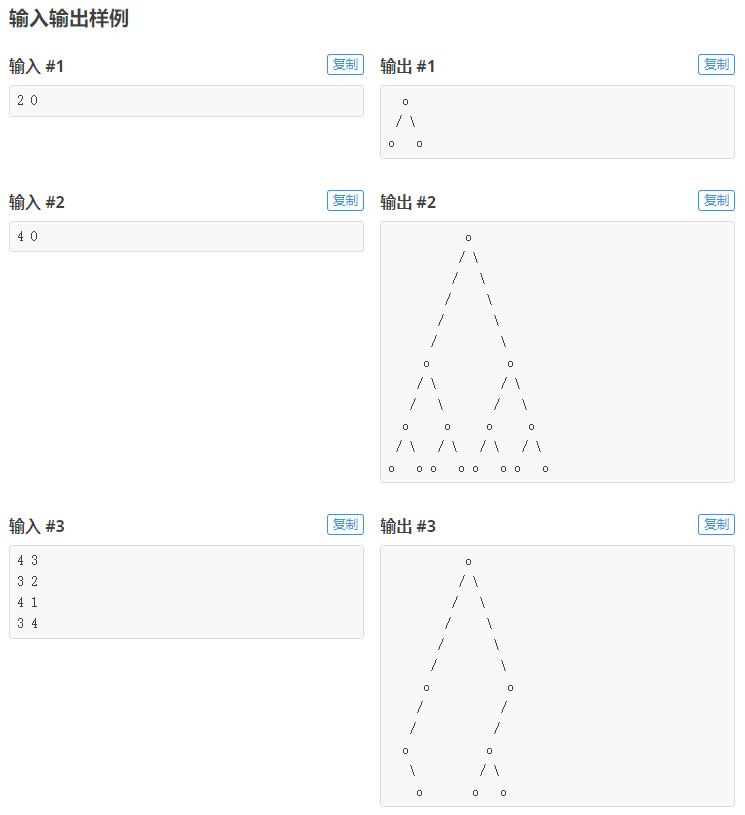 输入输出样例
输入 #1
复制
2 0
输出 #1
复制
  o
 / \
o   o
输入 #2
复制
4 0
输出 #2
复制
           o
          / \
         /   \
        /     \
       /       \
      /         \
     o           o
    / \         / \
   /   \       /   \
  o     o     o     o
 / \   / \   / \   / \
o   o o   o o   o o   o
输入 #3
复制
4 3
3 2
4 1
3 4
输出 #3
复制
           o
          / \
         /   \
        /     \
       /       \
      /         \
     o           o
    /           /
   /           /
  o           o
   \         / \
    o       o   o